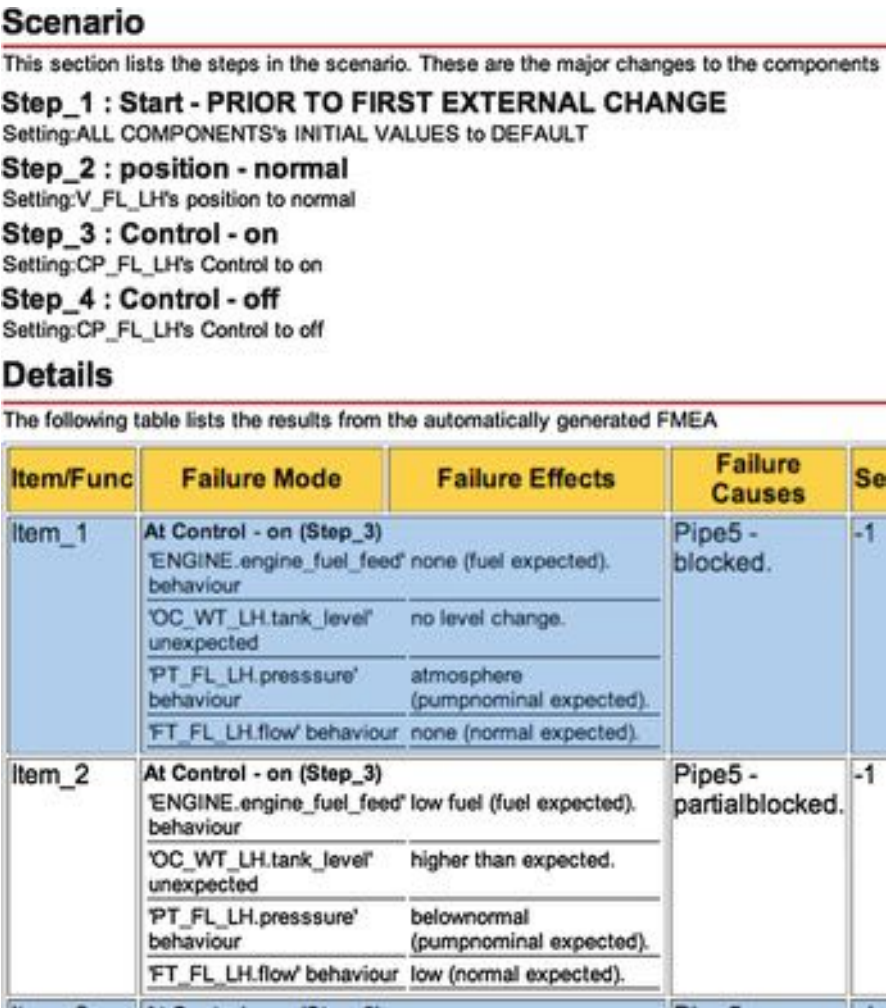 Scenario
This section lists the steps in the scenario. These are the major changes to the components
Step_1 : Start - PRIOR TO FIRST EXTERNAL CHANGE
Setting:ALL COMPONENTS's INITIAL VALUES to DEFAULT
Step_2 : position - normal
Setting:V_FL_LH's position to normal
Step_3 : Control - on
Setting:CP_FL_LH's Control to on
Step_4 : Control - off
Setting:CP_FL_LH's Control to off
Details
The following table lists the results from the automatically generated FMEA
Item/Func Failure Mode Failure Effects Failure Causes Se
Item_1 At Control - on (Step_3) Pipe5 - -1
'ENGINE.engine_fuel_feed' none (fuel expected). blocked.
behaviour
'OC_WT_LH.tank_level' no level change.
unexpected
'PT_FL_LH.presssure' atmosphere
behaviour (pumpnominal expected).
'FT_FL_LH.flow' behaviour none (normal expected).
Item_2 At Control - on (Step_3) Pipe5 - -1
'ENGINE.engine_fuel_feed' low fuel (fuel expected). partialblocked.
behaviour
'OC_WT_LH.tank_level' higher than expected.
unexpected
'PT_FL_LH.presssure' belownormal
behaviour (pumpnominal expected).
'FT_FL_LH.flow' behaviour low (normal expected).